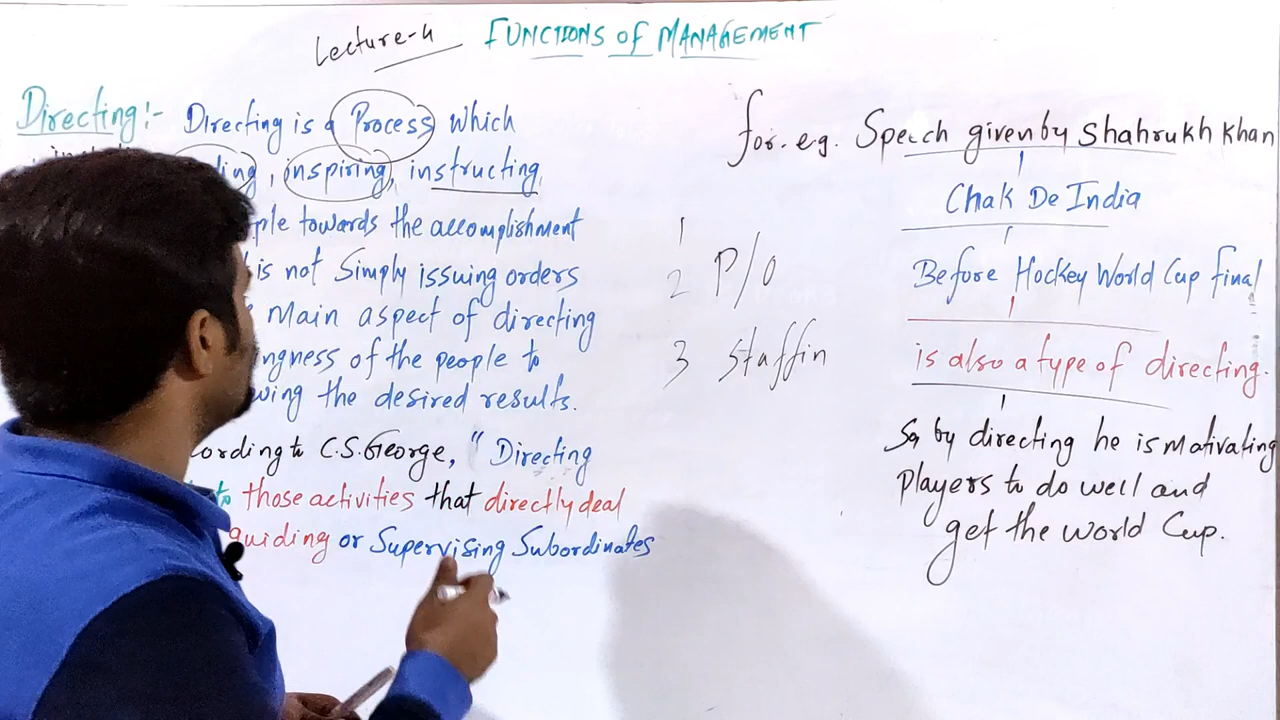 Lecture-4 FUNCTIONS of MANAGEMENT
Directing:- Directing is a Process which
, inspiring, instructing
towards the accomplishment
is not Simply issuing orders
Main aspect of directing
of the people to
the desired results.
to C.S.George, "Directing
to those activities that directly deal
guiding or Supervising Subordinates
1
2 P/O
3 Staffin
for. e.g. Speech given by Shahrukh Khan
Chak De India
Before Hockey World Cup final
is also a type of directing.
So, by directing he is motivating
Players to do well and
get the world Cup.